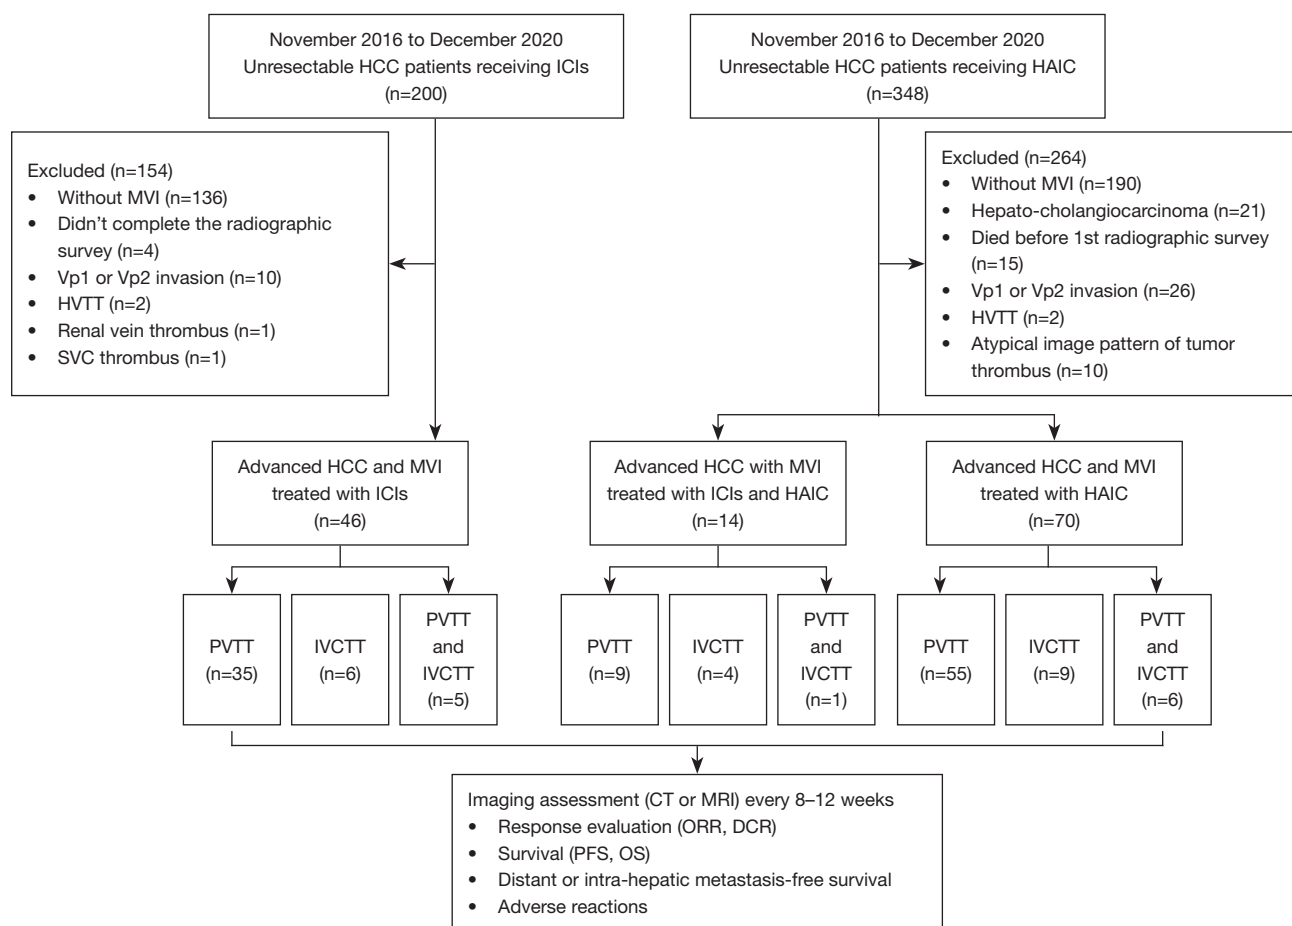 November 2016 to December 2020
Unresectable HCC patients receiving ICIs
(n=200)
November 2016 to December 2020
Unresectable HCC patients receiving HAIC
(n=348)
Excluded (n=154)
• Without MVI (n=136)
• Didn't complete the radiographic
survey (n=4)
• Vp1 or Vp2 invasion (n=10)
• HVTT (n=2)
• Renal vein thrombus (n=1)
• SVC thrombus (n=1)
Excluded (n=264)
• Without MVI (n=190)
• Hepato-cholangiocarcinoma (n=21)
• Died before 1st radiographic survey
(n=15)
• Vp1 or Vp2 invasion (n=26)
• HVTT (n=2)
• Atypical image pattern of tumor
thrombus (n=10)
Advanced HCC and MVI
treated with ICIs
(n=46)
Advanced HCC with MVI
treated with ICIs and HAIC
(n=14)
Advanced HCC and MVI
treated with HAIC
(n=70)
PVTT
(n=35)
IVCTT
(n=6)
PVTT
and
IVCTT
(n=5)
PVTT
(n=9)
IVCTT
(n=4)
PVTT
and
IVCTT
(n=1)
PVTT
(n=55)
IVCTT
(n=9)
PVTT
and
IVCTT
(n=6)
Imaging assessment (CT or MRI) every 8–12 weeks
• Response evaluation (ORR, DCR)
• Survival (PFS, OS)
• Distant or intra-hepatic metastasis-free survival
• Adverse reactions